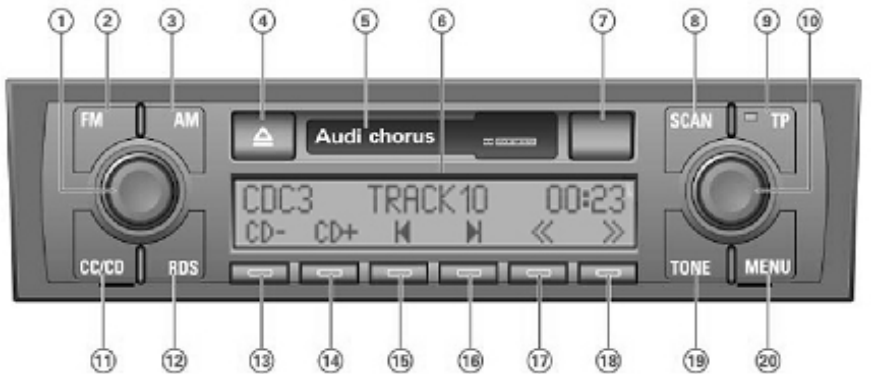 1 2 3 4 5 6 7 8 9 10
FM AM SCAN TP
Audi chorus
CDC3 TRACK10 00:23
CD- CD+
CC/CD RDS TONE MENU
11 12 13 14 15 16 17 18 19 20